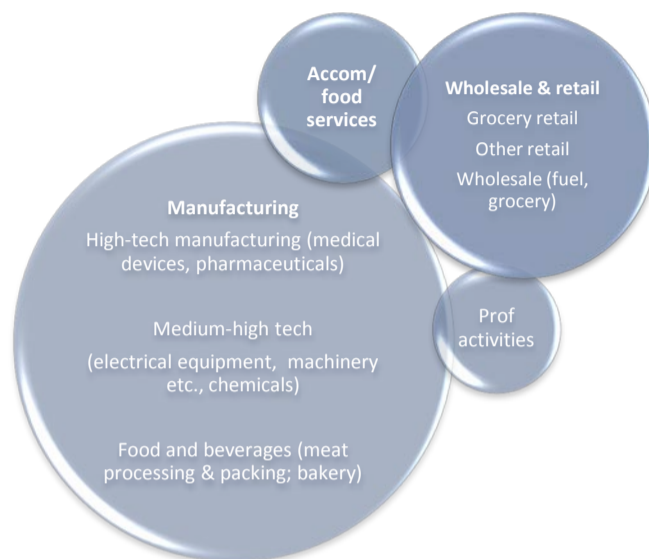 Accom/
food
services
Wholesale & retail
Grocery retail
Other retail
Wholesale (fuel,
grocery)
Manufacturing
High-tech manufacturing (medical
devices, pharmaceuticals)
Medium-high tech
(electrical equipment, machinery
etc., chemicals)
Food and beverages (meat
processing & packing; bakery)
Prof
activities